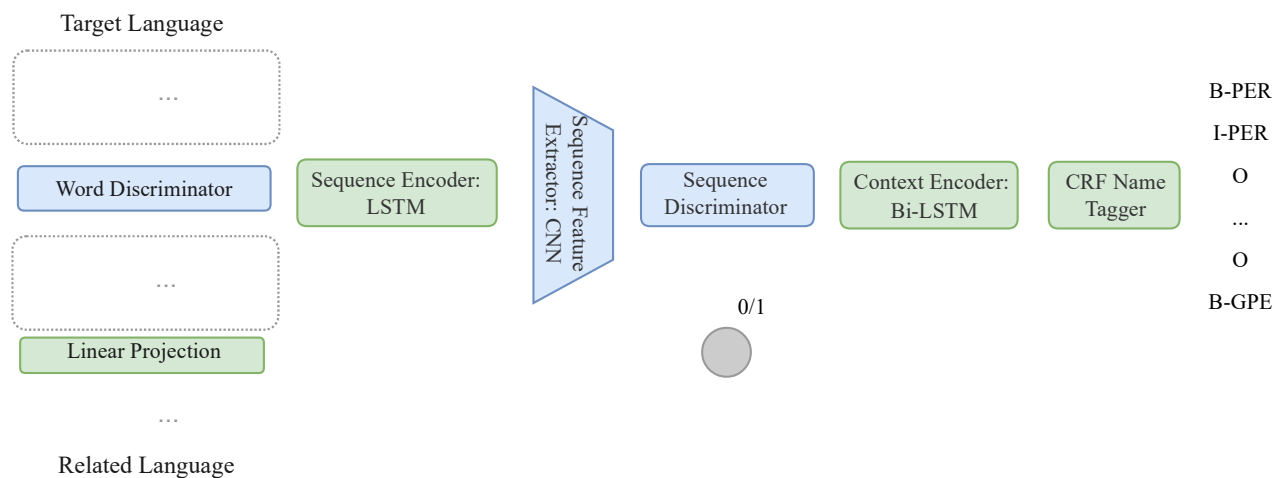 Target Language
...
Word Discriminator
...
Linear Projection
...
Related Language
Sequence Encoder:
LSTM
Sequence Feature
Extractor: CNN
Sequence
Discriminator
0/1
Context Encoder:
Bi-LSTM
CRF Name
Tagger
B-PER
I-PER
O
...
O
B-GPE